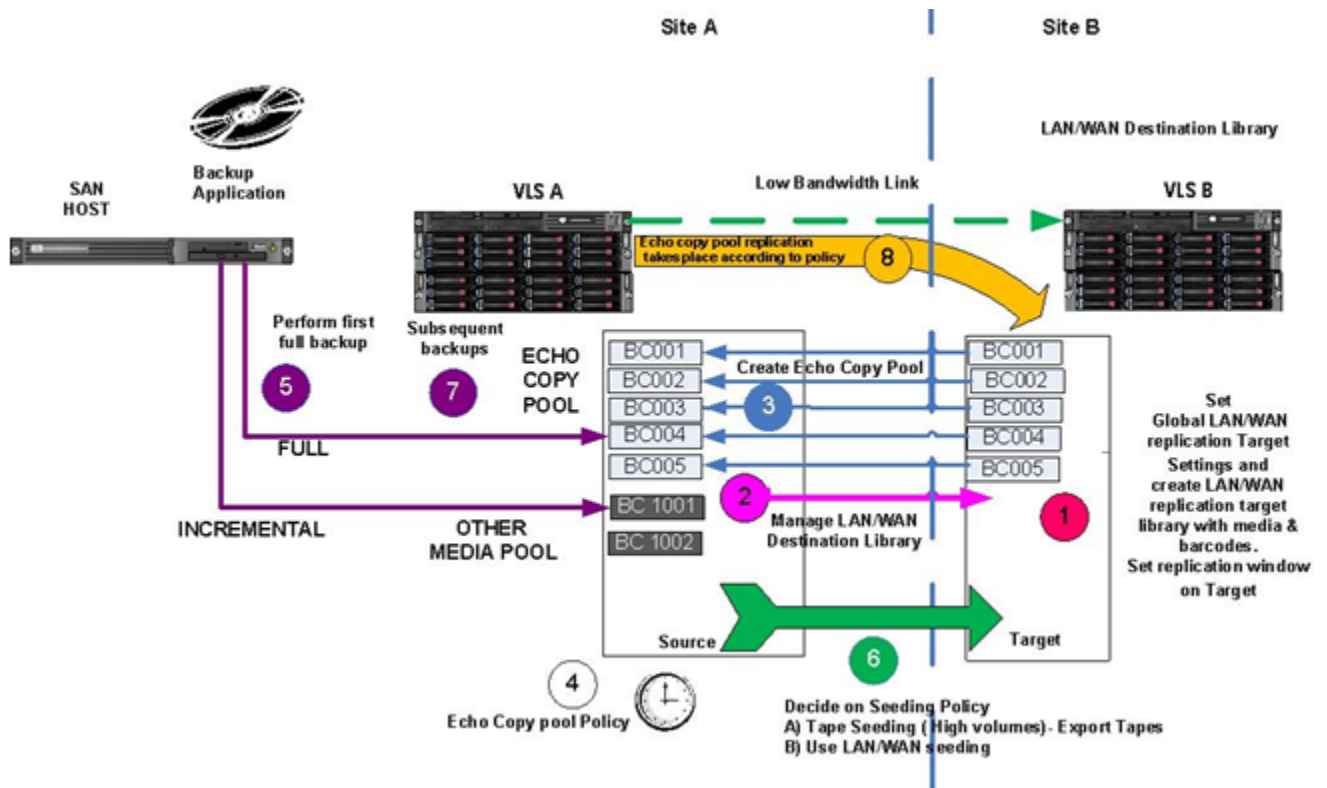 Site A
Site B
LAN/WAN Destination Library
Backup
Application
SAN
HOST
VLS A
Low Bandwidth Link
VLS B
Echo copy pool replication
takes place according to policy
8
Perform first
full backup
5
Subsequent
backups
7
ECHO
COPY
POOL
BC001
BC002
BC003
BC004
BC005
Create Echo Copy Pool
3
BC001
BC002
BC003
BC004
BC005
FULL
INCREMENTAL
OTHER
MEDIA POOL
BC 1001
BC 1002
2
Manage LAN/WAN
Destination Library
1
Set
Global LAN/WAN
replication Target
Settings and
create LAN/WAN
replication target
library with media &
barcodes.
Set replication window
on Target
Source
Target
6
4
Echo Copy pool Policy
Decide on Seeding Policy
A) Tape Seeding ( High volumes) - Export Tapes
B) Use LAN/WAN seeding